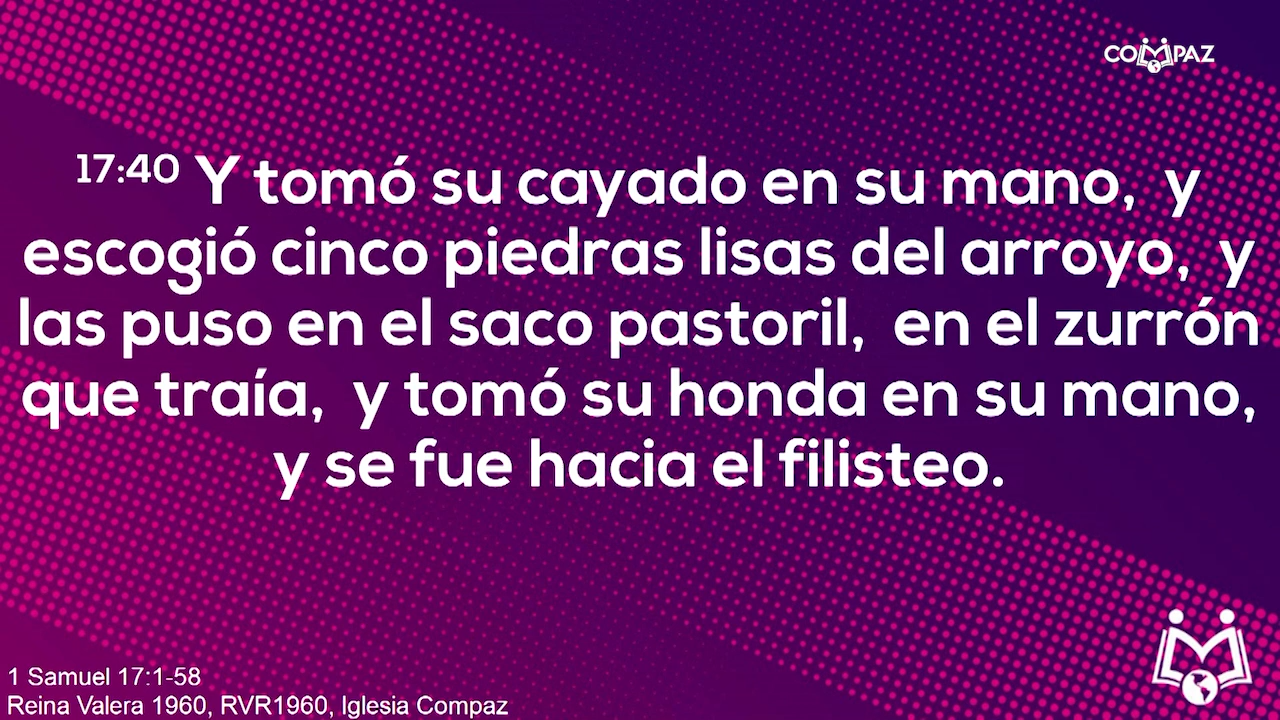 COMPAZ
17:40 Y tomó su cayado en su mano, y
escogió cinco piedras lisas del arroyo, y
las puso en el saco pastoril, en el zurrón
que traía, y tomó su honda en su mano,
y se fue hacia el filisteo.
1 Samuel 17:1-58
Reina Valera 1960, RVR1960, Iglesia Compaz